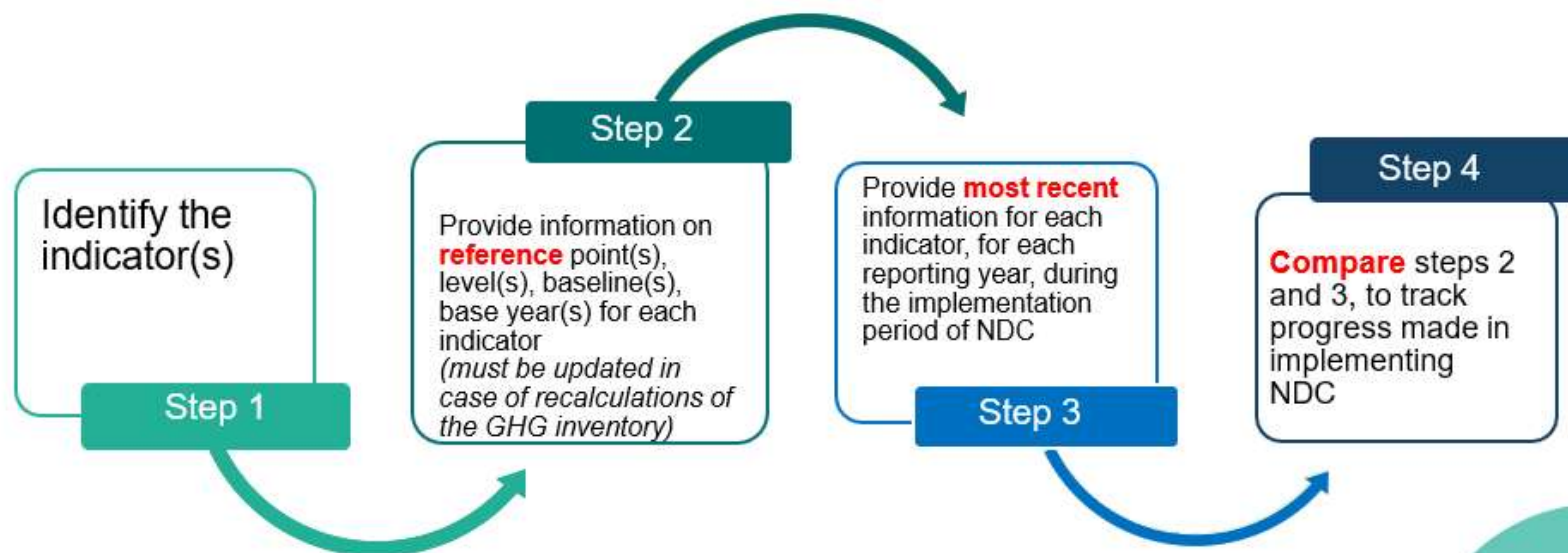 Identify the
indicator(s)
Step 1
Step 2
Provide information on
reference point(s),
level(s), baseline(s),
base year(s) for each
indicator
(must be updated in
case of recalculations of
the GHG inventory)
Provide most recent
information for each
indicator, for each
reporting year, during
the implementation
period of NDC
Step 3
Step 4
Compare steps 2
and 3, to track
progress made in
implementing
NDC